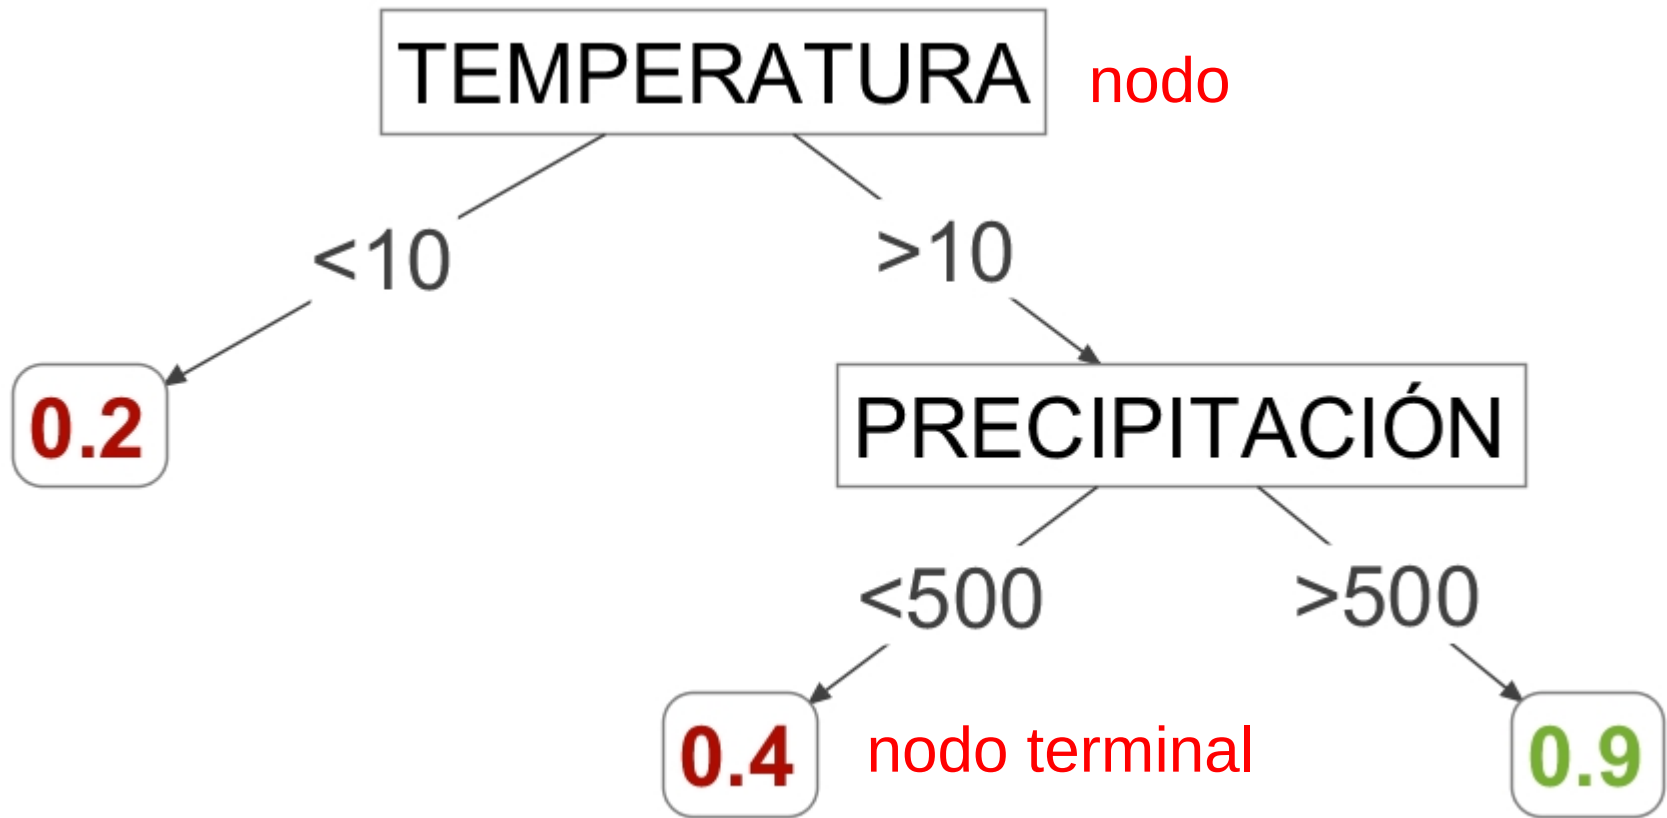 TEMPERATURA
nodo
<10
>10
0.2
PRECIPITACIÓN
<500
>500
0.4
nodo terminal
0.9